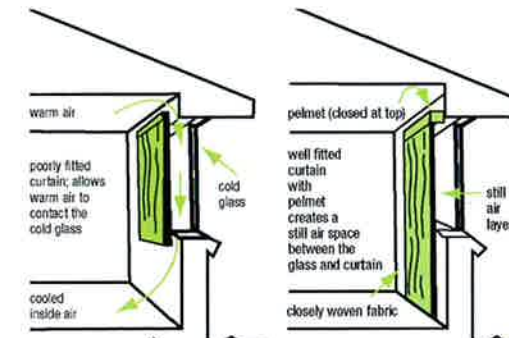 warm air
poorly fitted
curtain; allows
warm air to
contact the
cold glass
cold
glass
cooled
inside air
pelmet (closed at top)
well fitted
curtain
with
pelmet
creates a
still air space
between the
glass and curtain
still
air
laye
closely woven fabric